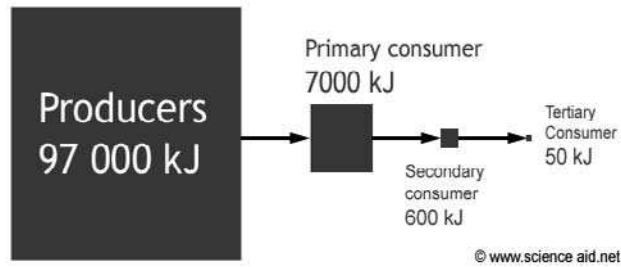 Producers
97 000 kJ
Primary consumer
7000 kJ
Secondary
consumer
600 kJ
Tertiary
Consumer
50 kJ
© www.science aid.net